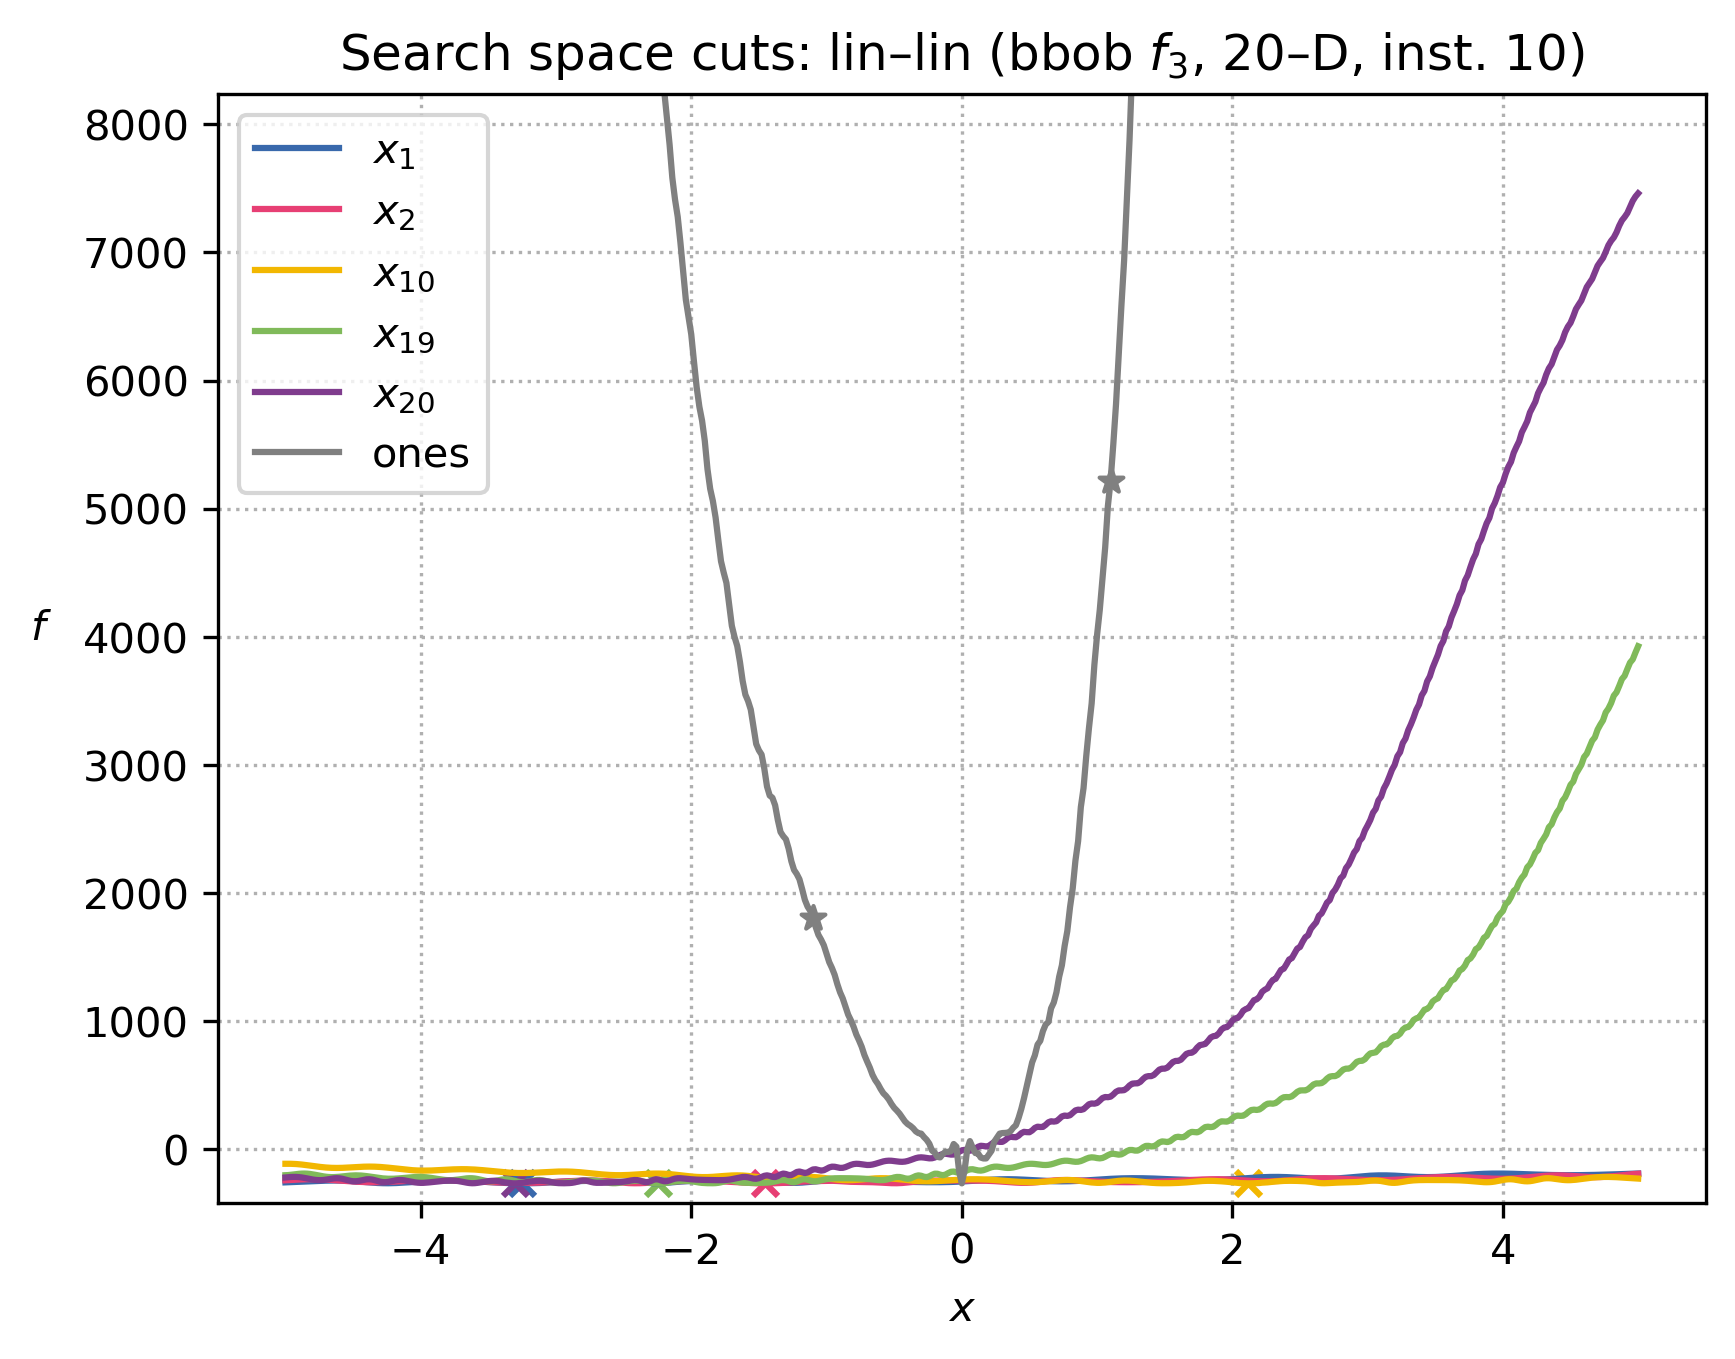 Search space cuts: lin–lin (bbob f₃, 20–D, inst. 10)
x₁
x₂
x₁₀
x₁₉
x₂₀
ones
8000
7000
6000
5000
4000
3000
2000
1000
0
f
−4 −2 0 2 4
x